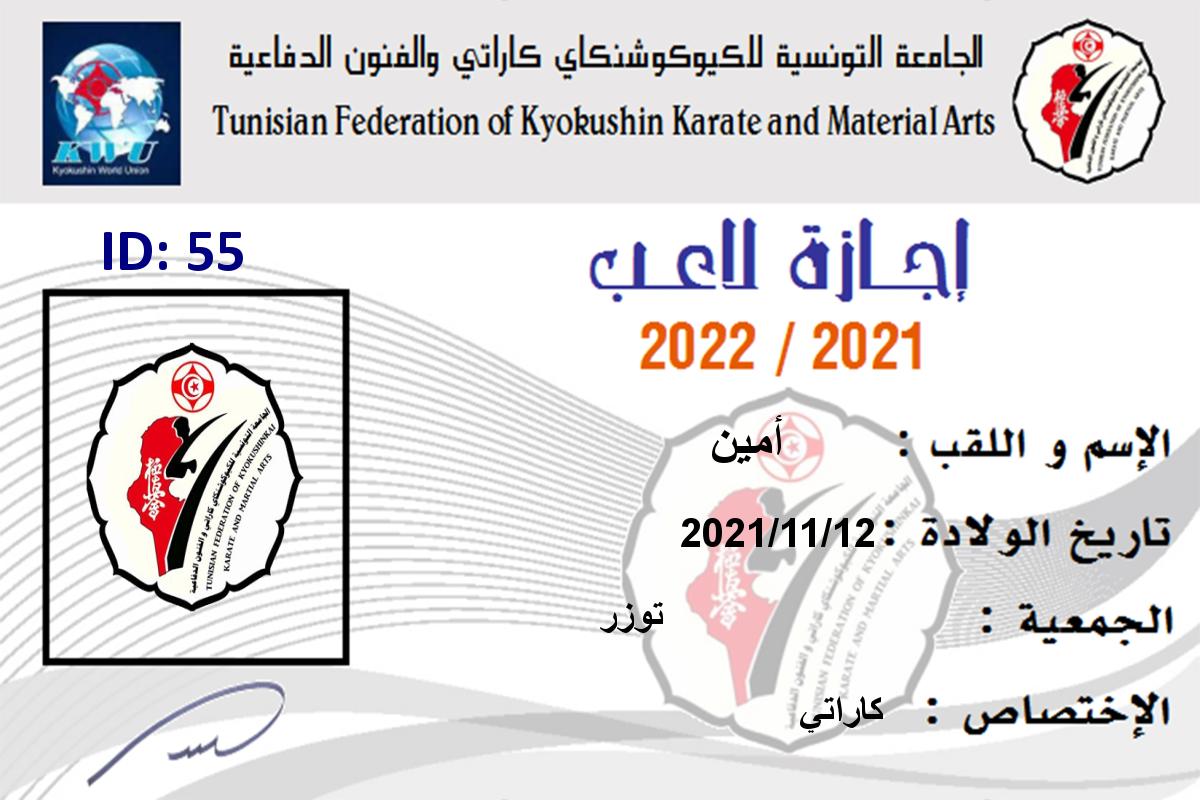 الجامعة التونسية للكيوكوشنكاي كاراتي والفنون الدفاعية
Tunisian Federation of Kyokushin Karate and Material Arts
KWU
Kyokushin World Union
ID: 55
إجازة لاعب
2022 / 2021
الإسم و اللقب : أمين
تاريخ الولادة : 2021/11/12
الجمعية : توزر
الإختصاص : كاراتي
الجامعة التونسية للكيوكوشنكاي كاراتي و الفنون الدفاعية
TUNISIAN FEDERATION OF KYOKUSHINKAI
KARATE AND MARTIAL ARTS